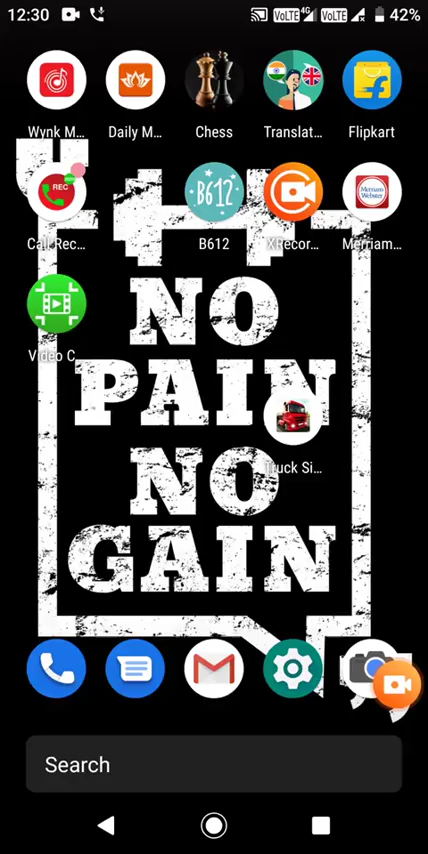 12:30
VoLTE 4G VoLTE 42%
Wynk M... Daily M... Chess Translat... Flipkart
REC
B612
Merriam Webster
Call Rec... B612 XRecor... Merriam...
Video C...
NO
PAIN
NO
GAIN
Truck Si...
Search